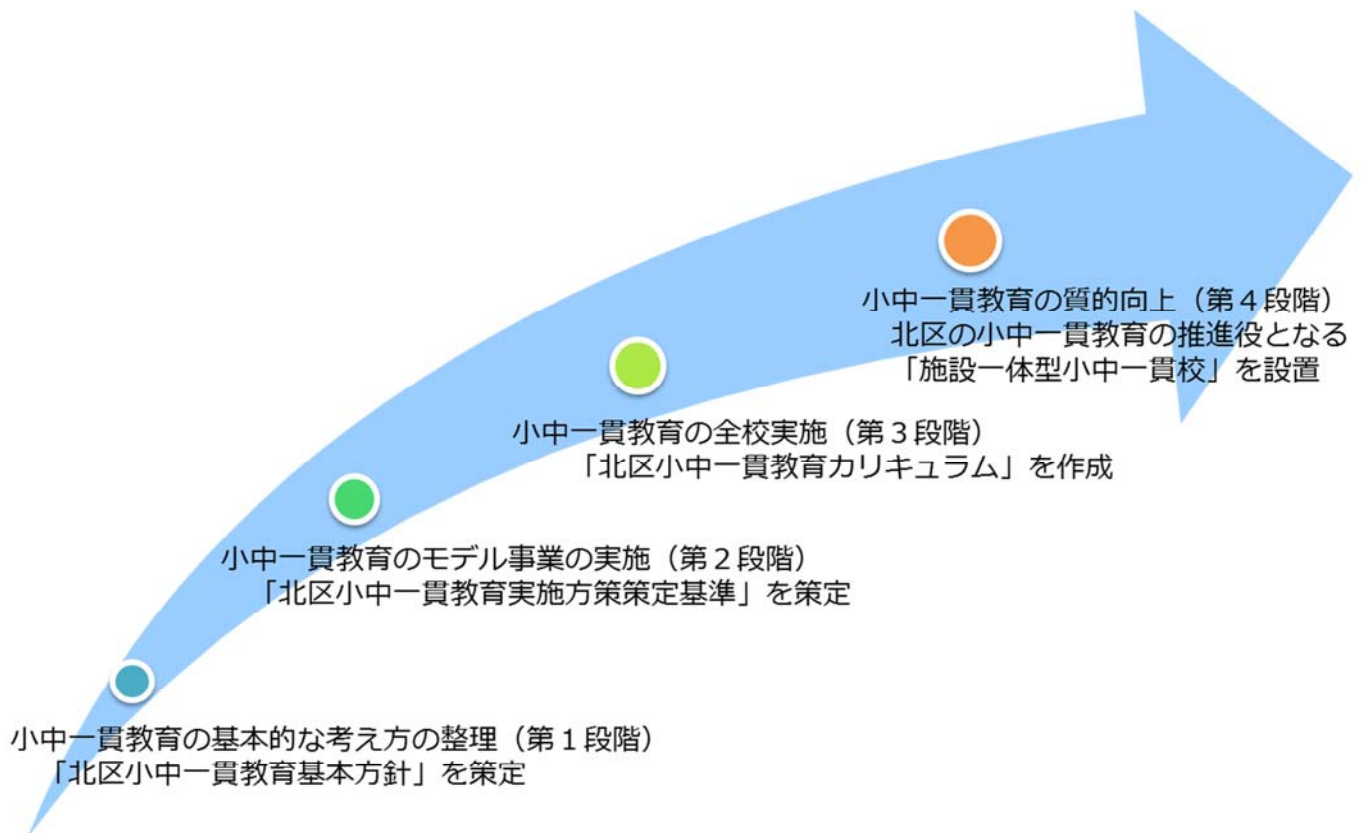 小中一貫教育の質的向上（第４段階）
北区の小中一貫教育の推進役となる
「施設一体型小中一貫校」を設置
小中一貫教育の全校実施（第３段階）
「北区小中一貫教育カリキュラム」を作成
小中一貫教育のモデル事業の実施（第２段階）
「北区小中一貫教育実施方策策定基準」を策定
小中一貫教育の基本的な考え方の整理（第１段階）
「北区小中一貫教育基本方針」を策定